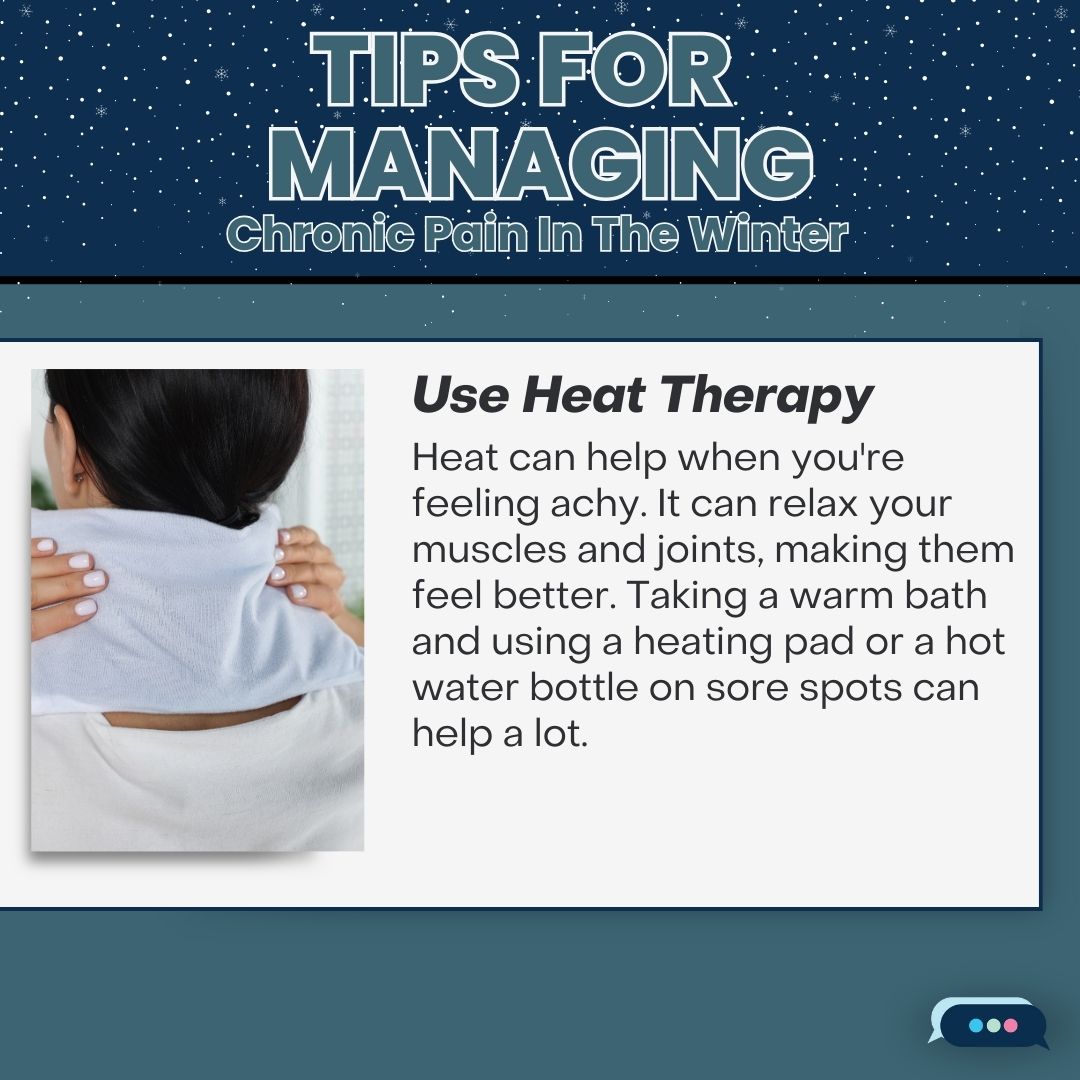 TIPS FOR
MANAGING
Chronic Pain In The Winter
Use Heat Therapy
Heat can help when you're
feeling achy. It can relax your
muscles and joints, making them
feel better. Taking a warm bath
and using a heating pad or a hot
water bottle on sore spots can
help a lot.